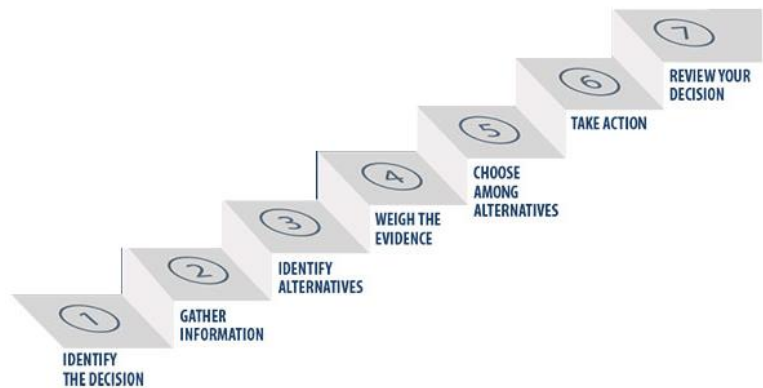 1
IDENTIFY
THE DECISION
2
GATHER
INFORMATION
3
IDENTIFY
ALTERNATIVES
4
WEIGH THE
EVIDENCE
5
CHOOSE
AMONG
ALTERNATIVES
6
TAKE ACTION
7
REVIEW YOUR
DECISION